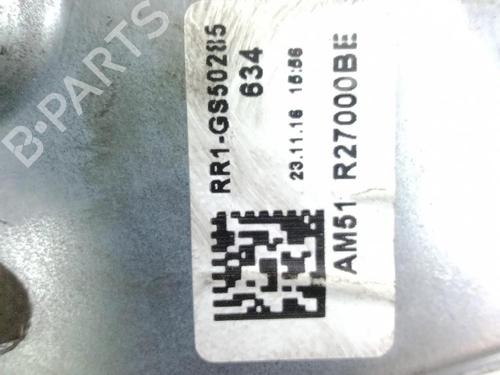 B-PARTS
RR1-GS50285
634
23.11.16 15:56
AM51 R27000BE